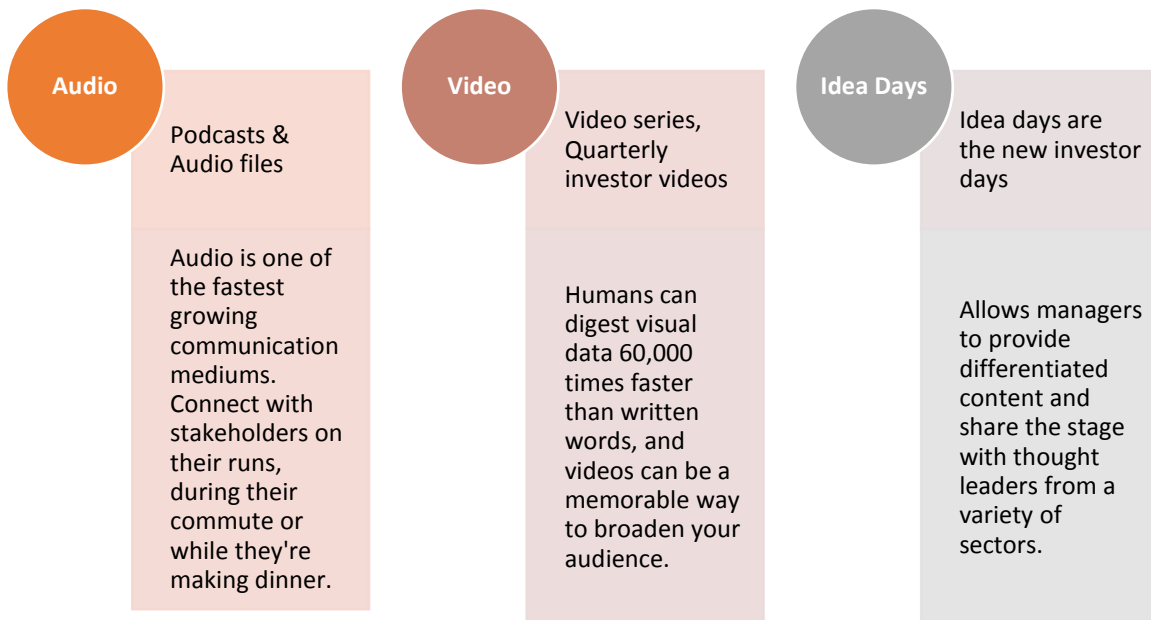 Audio
Podcasts &
Audio files
Audio is one of
the fastest
growing
communication
mediums.
Connect with
stakeholders on
their runs,
during their
commute or
while they're
making dinner.
Video
Video series,
Quarterly
investor videos
Humans can
digest visual
data 60,000
times faster
than written
words, and
videos can be a
memorable way
to broaden your
audience.
Idea Days
Idea days are
the new investor
days
Allows managers
to provide
differentiated
content and
share the stage
with thought
leaders from a
variety of
sectors.